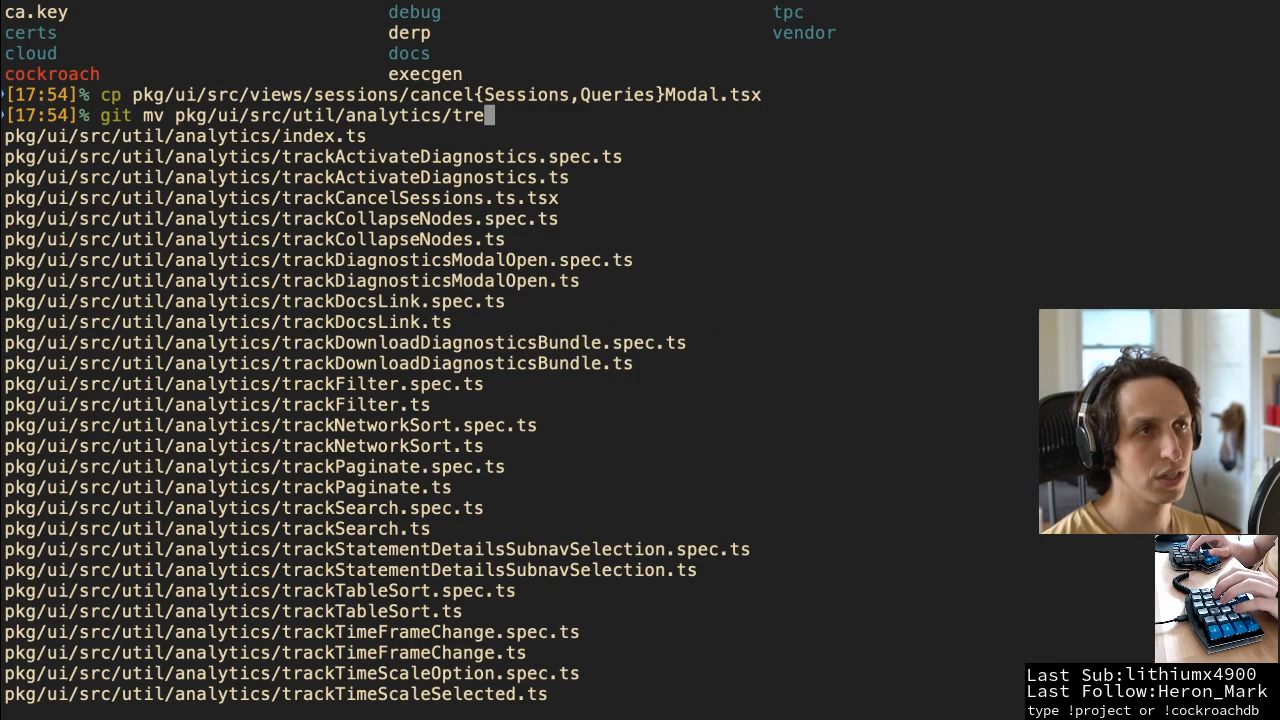 ca.key debug tpc
certs derp vendor
cloud docs
cockroach execgen
[17:54]% cp pkg/ui/src/views/sessions/cancel{Sessions,Queries}Modal.tsx
[17:54]% git mv pkg/ui/src/util/analytics/tre
pkg/ui/src/util/analytics/index.ts
pkg/ui/src/util/analytics/trackActivateDiagnostics.spec.ts
pkg/ui/src/util/analytics/trackActivateDiagnostics.ts
pkg/ui/src/util/analytics/trackCancelSessions.ts.tsx
pkg/ui/src/util/analytics/trackCollapseNodes.spec.ts
pkg/ui/src/util/analytics/trackCollapseNodes.ts
pkg/ui/src/util/analytics/trackDiagnosticsModalOpen.spec.ts
pkg/ui/src/util/analytics/trackDiagnosticsModalOpen.ts
pkg/ui/src/util/analytics/trackDocsLink.spec.ts
pkg/ui/src/util/analytics/trackDocsLink.ts
pkg/ui/src/util/analytics/trackDownloadDiagnosticsBundle.spec.ts
pkg/ui/src/util/analytics/trackDownloadDiagnosticsBundle.ts
pkg/ui/src/util/analytics/trackFilter.spec.ts
pkg/ui/src/util/analytics/trackFilter.ts
pkg/ui/src/util/analytics/trackNetworkSort.spec.ts
pkg/ui/src/util/analytics/trackNetworkSort.ts
pkg/ui/src/util/analytics/trackPaginate.spec.ts
pkg/ui/src/util/analytics/trackPaginate.ts
pkg/ui/src/util/analytics/trackSearch.spec.ts
pkg/ui/src/util/analytics/trackSearch.ts
pkg/ui/src/util/analytics/trackStatementDetailsSubnavSelection.spec.ts
pkg/ui/src/util/analytics/trackStatementDetailsSubnavSelection.ts
pkg/ui/src/util/analytics/trackTableSort.spec.ts
pkg/ui/src/util/analytics/trackTableSort.ts
pkg/ui/src/util/analytics/trackTimeFrameChange.spec.ts
pkg/ui/src/util/analytics/trackTimeFrameChange.ts
pkg/ui/src/util/analytics/trackTimeScaleOption.spec.ts
pkg/ui/src/util/analytics/trackTimeScaleSelected.ts
Last Sub:lithiumx4900
Last Follow:Heron_Mark
type !project or !cockroachdb